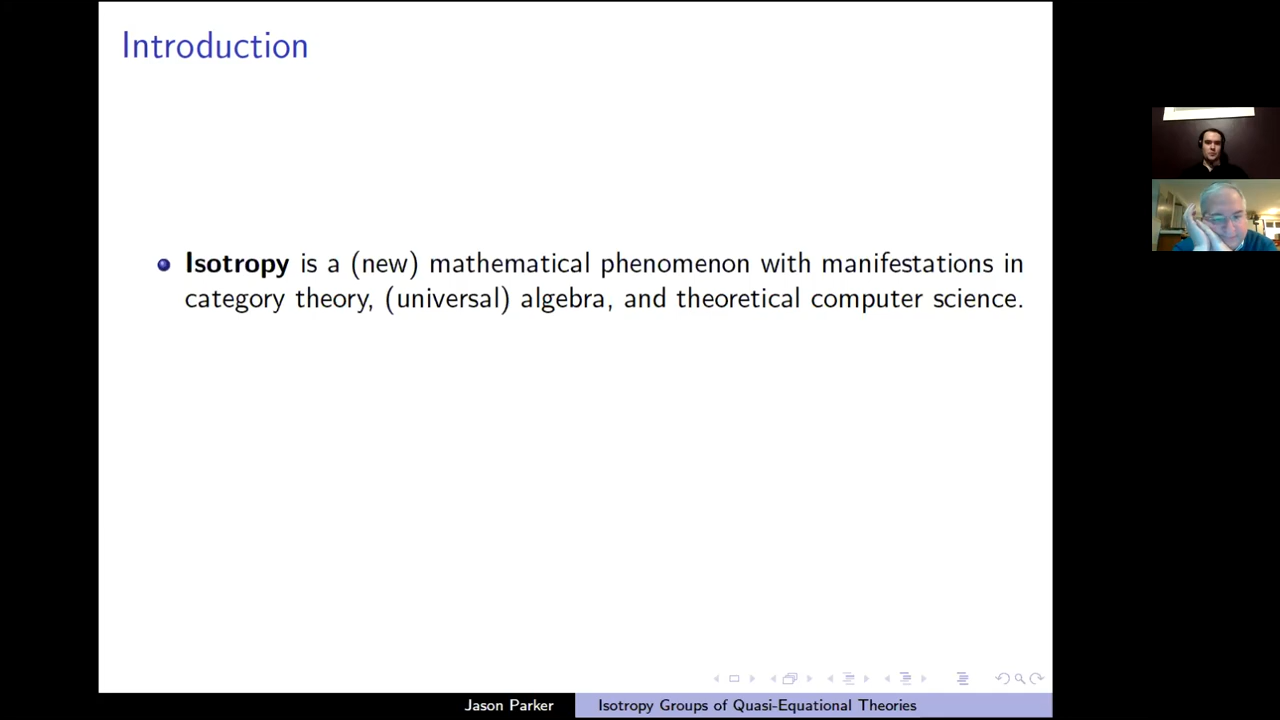 Introduction
Isotropy is a (new) mathematical phenomenon with manifestations in
category theory, (universal) algebra, and theoretical computer science.
Jason Parker
Isotropy Groups of Quasi-Equational Theories